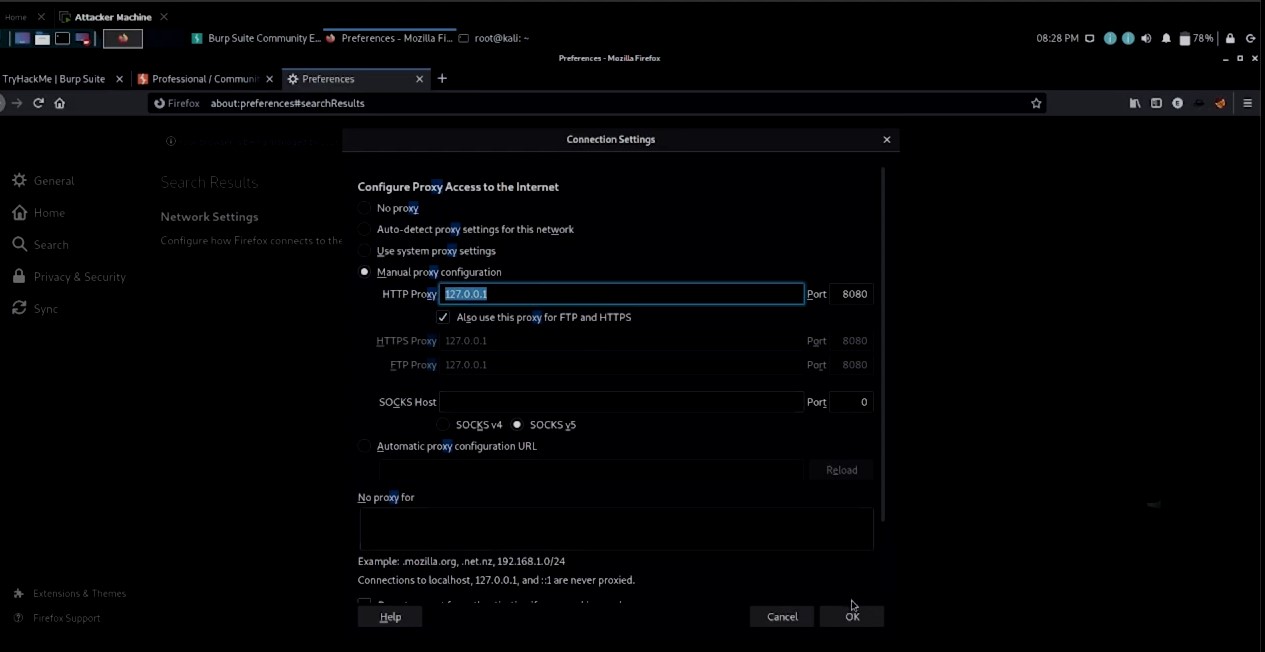 Home
Attacker Machine
Burp Suite Community E... Preferences - Mozilla Fi... root@kali: ~ 08:28 PM 78%
Preferences - Mozilla Firefox
TryHackMe | Burp Suite Professional / Communi Preferences
Firefox about:preferences#searchResults
Connection Settings
General
Home
Search
Privacy & Security
Sync
Extensions & Themes
Firefox Support
Search Results
Network Settings
Configure how Firefox connects to the
Configure Proxy Access to the Internet
No proxy
Auto-detect proxy settings for this network
Use system proxy settings
Manual proxy configuration
HTTP Proxy 127.0.0.1 Port 8080
Also use this proxy for FTP and HTTPS
HTTPS Proxy 127.0.0.1 Port 8080
FTP Proxy 127.0.0.1 Port 8080
SOCKS Host Port 0
SOCKS v4 SOCKS v5
Automatic proxy configuration URL
Reload
No proxy for
Example: .mozilla.org, .net.nz, 192.168.1.0/24
Connections to localhost, 127.0.0.1, and ::1 are never proxied.
Help Cancel OK